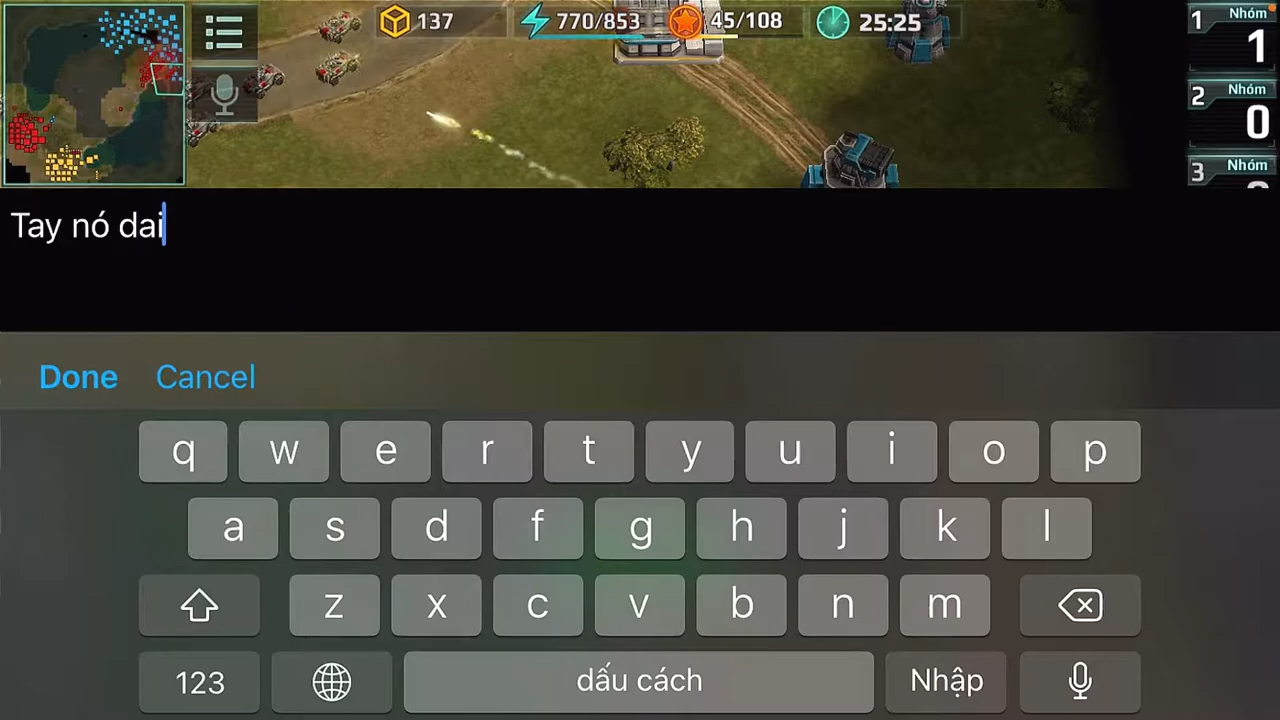 137
770/853
45/108
25:25
1 Nhóm
1
2 Nhóm
0
3 Nhóm
Tay nó dai
Done Cancel
q w e r t y u i o p
a s d f g h j k l
z x c v b n m
123 dấu cách Nhập